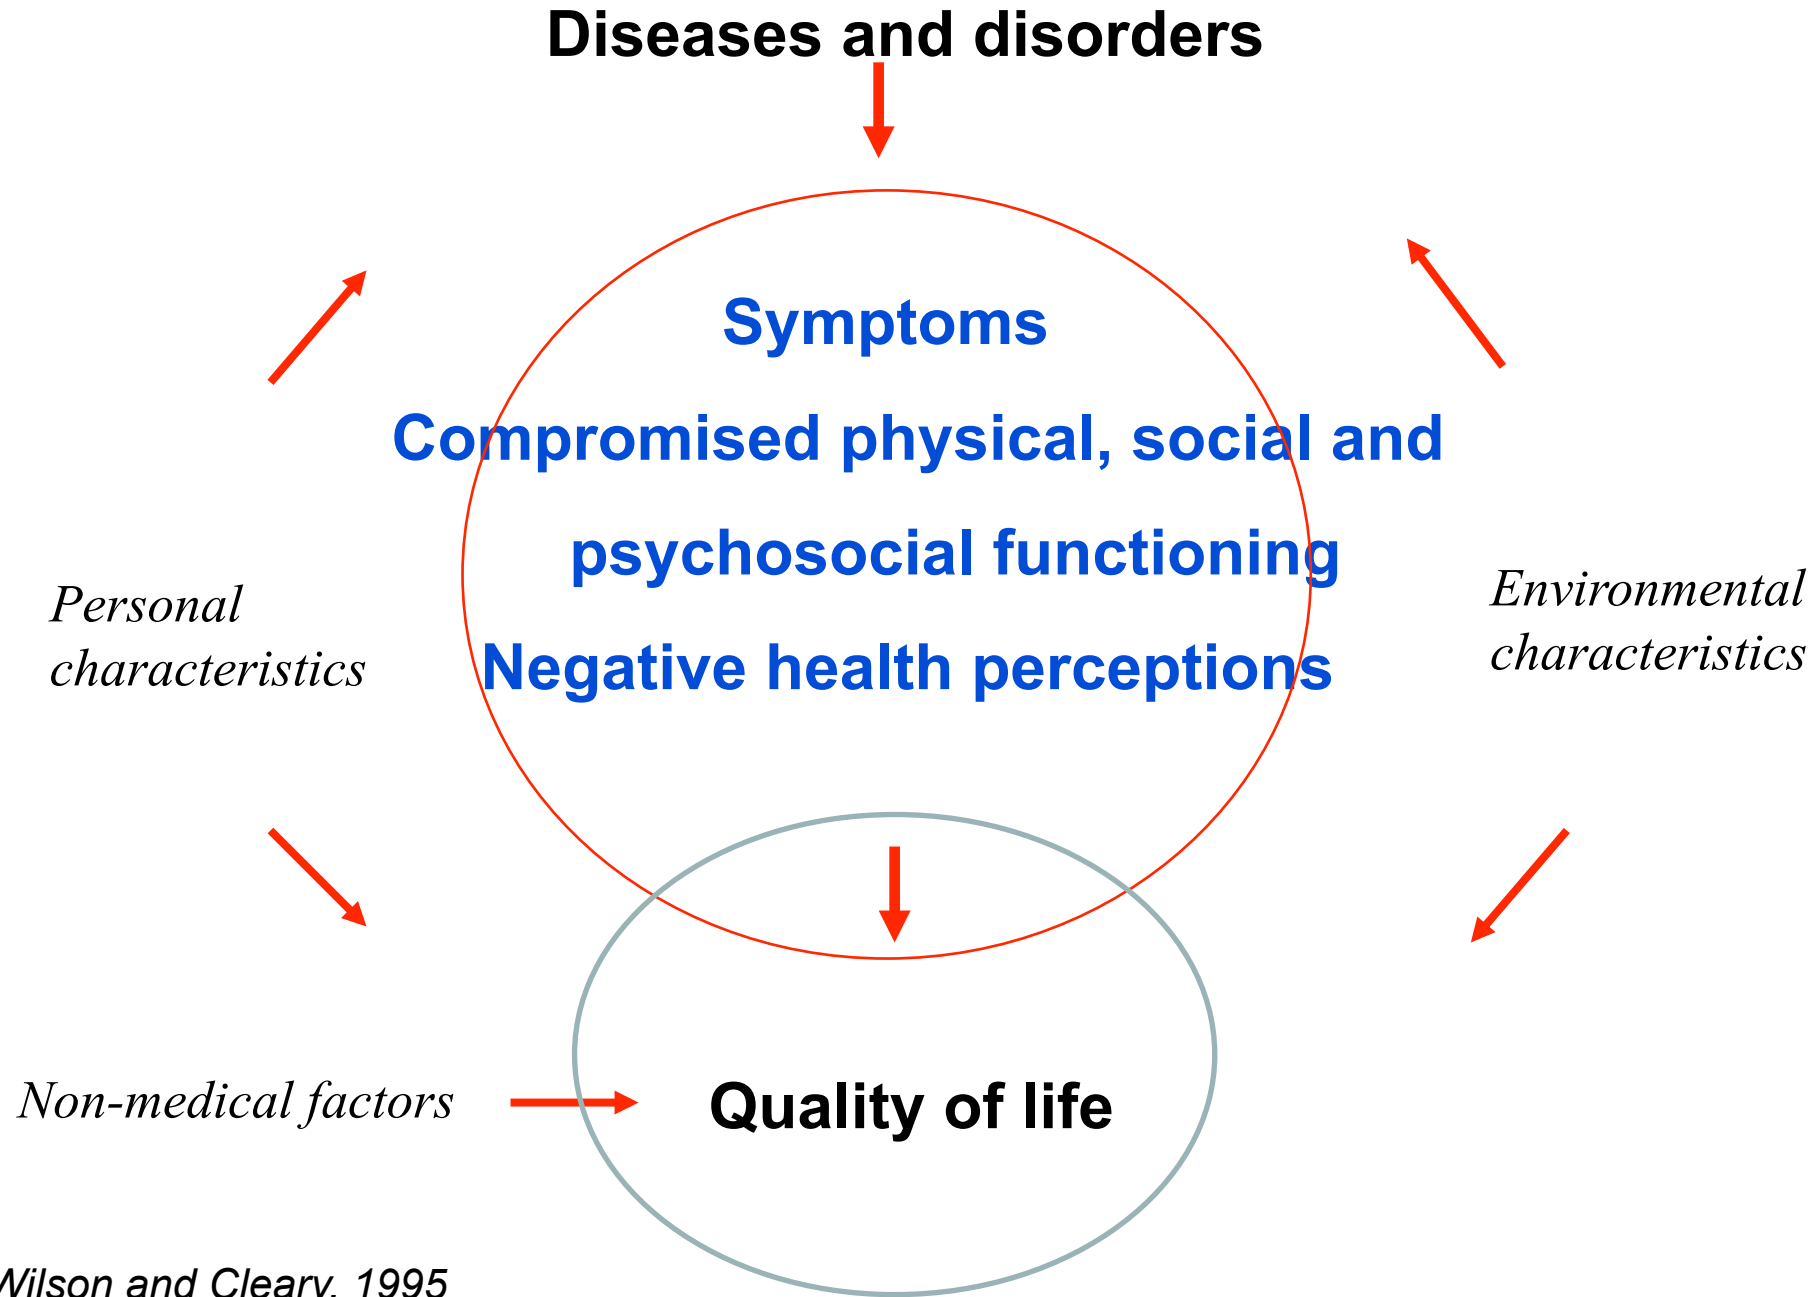 Diseases and disorders
Symptoms
Compromised physical, social and
psychosocial functioning
Negative health perceptions
Personal
characteristics
Environmental
characteristics
Non-medical factors
Quality of life
Wilson and Cleary, 1995